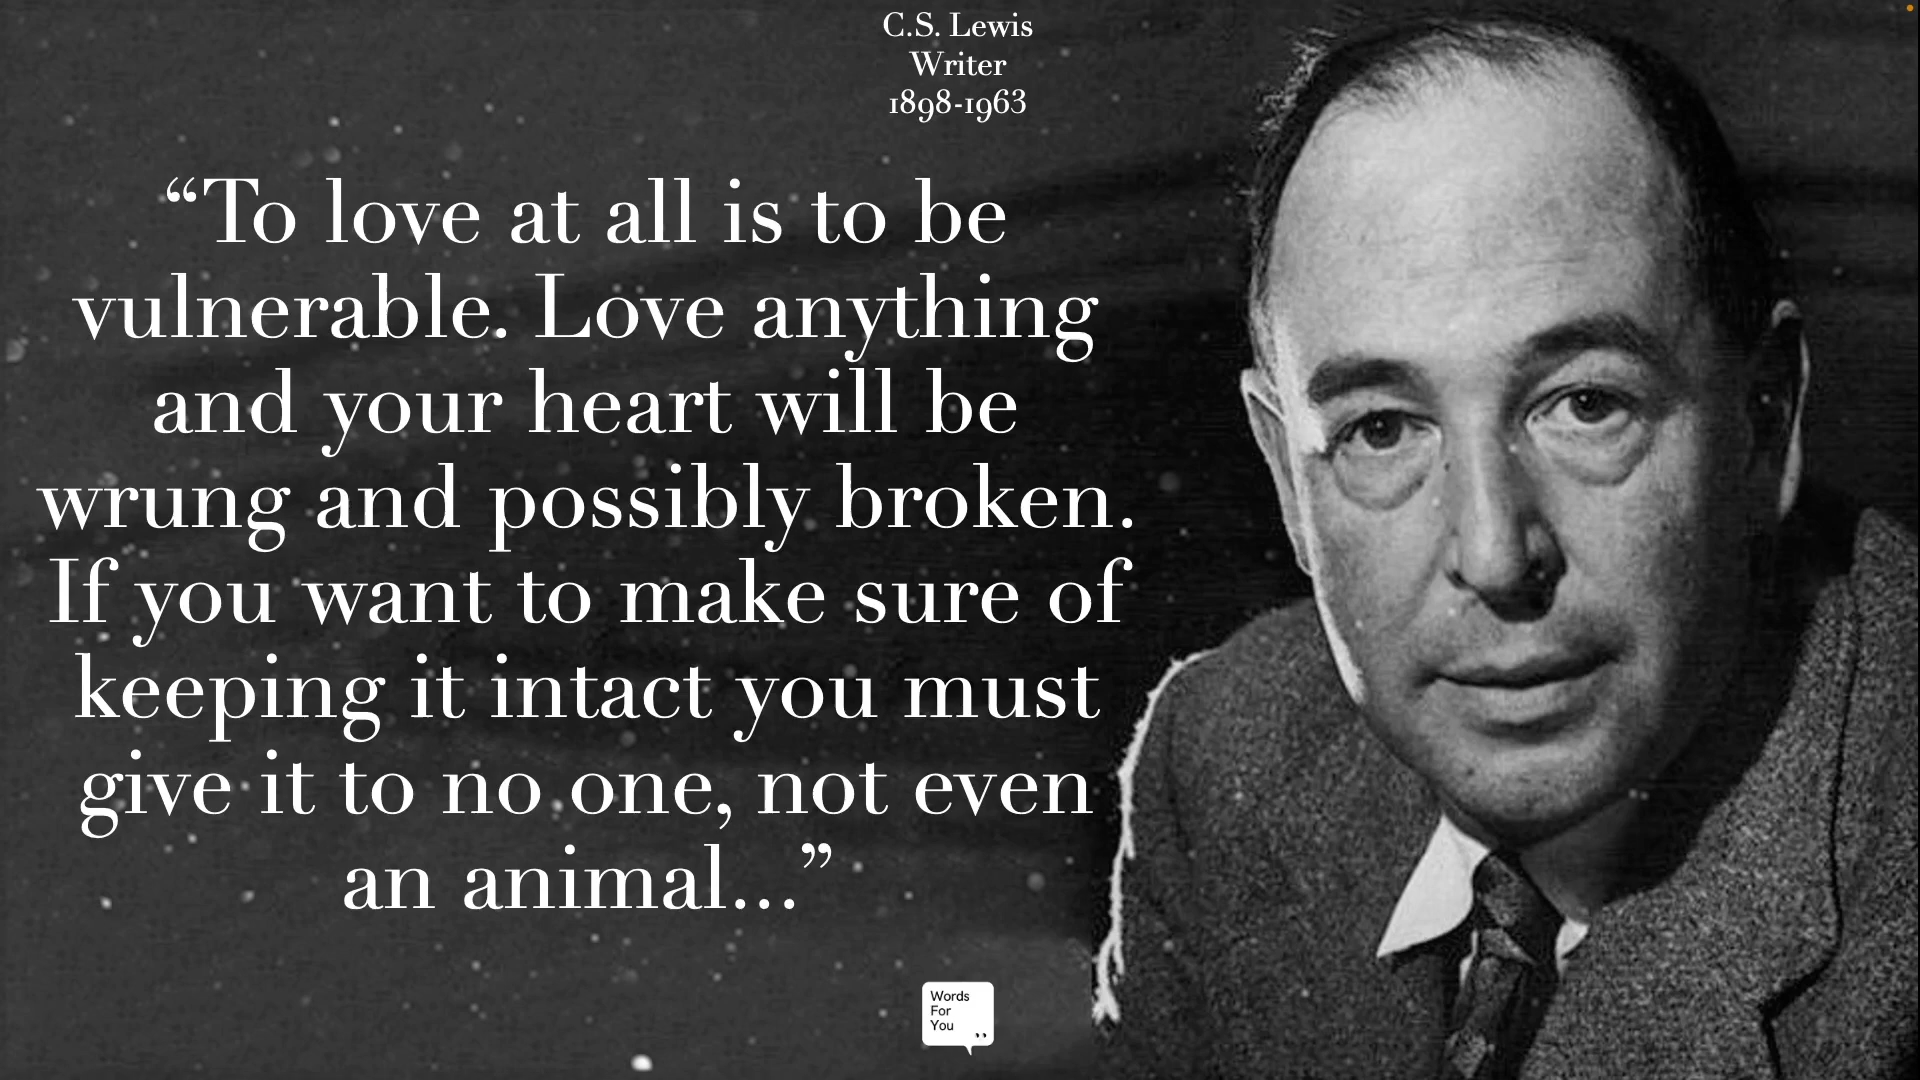 C.S. Lewis
Writer
1898-1963
“To love at all is to be
vulnerable. Love anything
and your heart will be
wrung and possibly broken.
If you want to make sure of
keeping it intact you must
give it to no one, not even
an animal...”
Words
For
You
,,